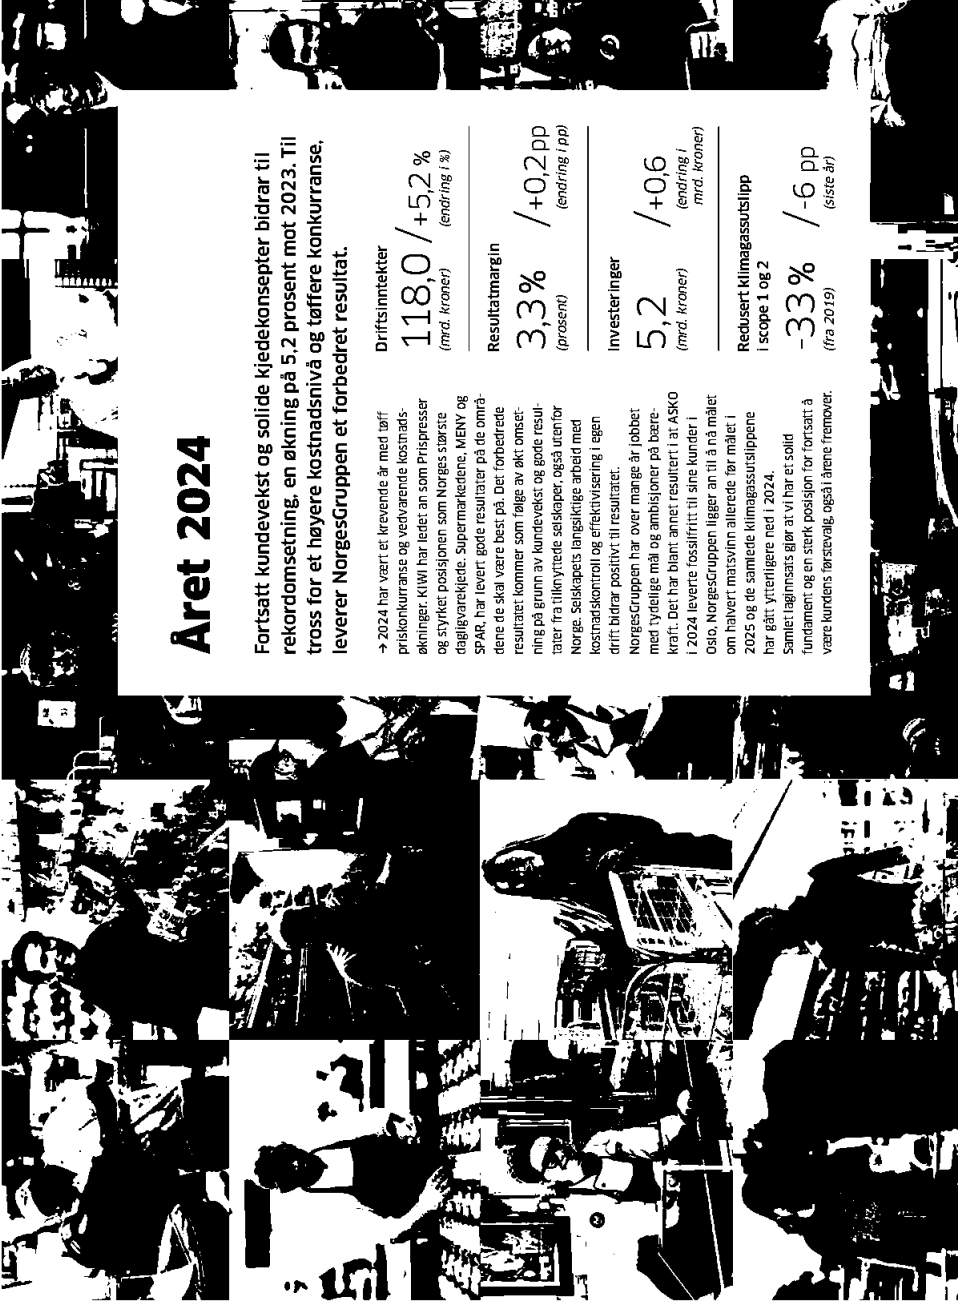 Året 2024
Fortsatt kundevekst og solide kjedekonsepter bidrar til
rekordomsetning, en økning på 5,2 prosent mot 2023. Til
tross for et høyere kostnadsnivå og tøffere konkurranse,
leverer NorgesGruppen et forbedret resultat.
→ 2024 har vært et krevende år med tøff
priskonkurranse og vedvarende kostnads-
økninger. KIWI har ledet an som Prispresser
og styrket posisjonen som Norges største
dagligvarekjede. Supermarkedene, MENY og
SPAR, har levert gode resultater på de områ-
dene de skal være best på. Det forbedrede
resultatet kommer som følge av økt omset-
ning på grunn av kundevekst og gode resul-
tater fra tilknyttede selskaper, også utenfor
Norge. Selskapets langsiktige arbeid med
kostnadskontroll og effektivisering i egen
drift bidrar positivt til resultatet.
NorgesGruppen har over mange år jobbet
med tydelige mål og ambisjoner på bære-
kraft. Det har blant annet resultert i at ASKO
i 2024 leverte fossilfritt til sine kunder i
Oslo, NorgesGruppen ligger an til å nå målet
om halvert matsvinn allerede før målet i
2025 og de samlede klimagassutslippene
har gått ytterligere ned i 2024.
Samlet laginnsats gjør at vi har et solid
fundament og en sterk posisjon for fortsatt å
være kundens førstevalg, også i årene fremover.
Driftsinntekter
118,0 /+5,2 %
(mrd. kroner) (endring i %)
Resultatmargin
3,3 % /+0,2 pp
(prosent) (endring i pp)
Investeringer
5,2 /+0,6
(mrd. kroner) (endring i
mrd. kroner)
Redusert klimagassutslipp
i scope 1 og 2
-33 % /-6 pp
(fra 2019) (siste år)